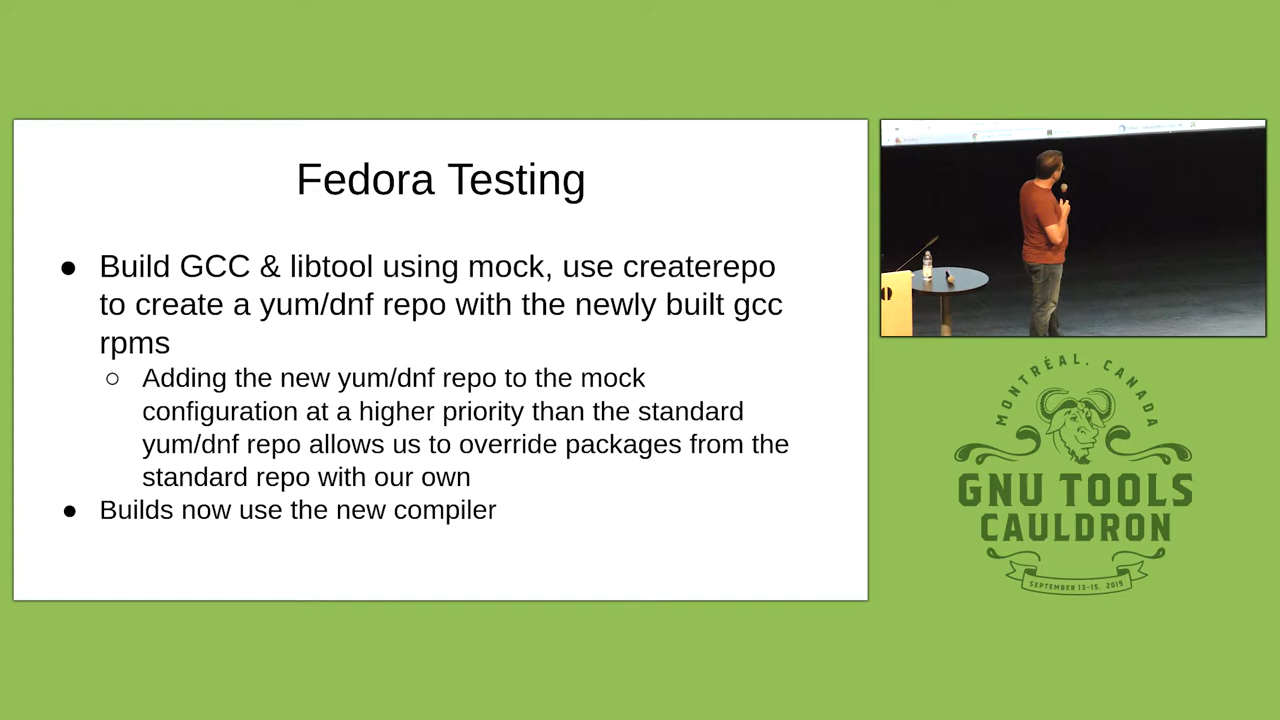 Fedora Testing
● Build GCC & libtool using mock, use createrepo
to create a yum/dnf repo with the newly built gcc
rpms
○ Adding the new yum/dnf repo to the mock
configuration at a higher priority than the standard
yum/dnf repo allows us to override packages from the
standard repo with our own
● Builds now use the new compiler
MONTRÉAL, CANADA
GNU TOOLS
CAULDRON
SEPTEMBER 13-15, 2019